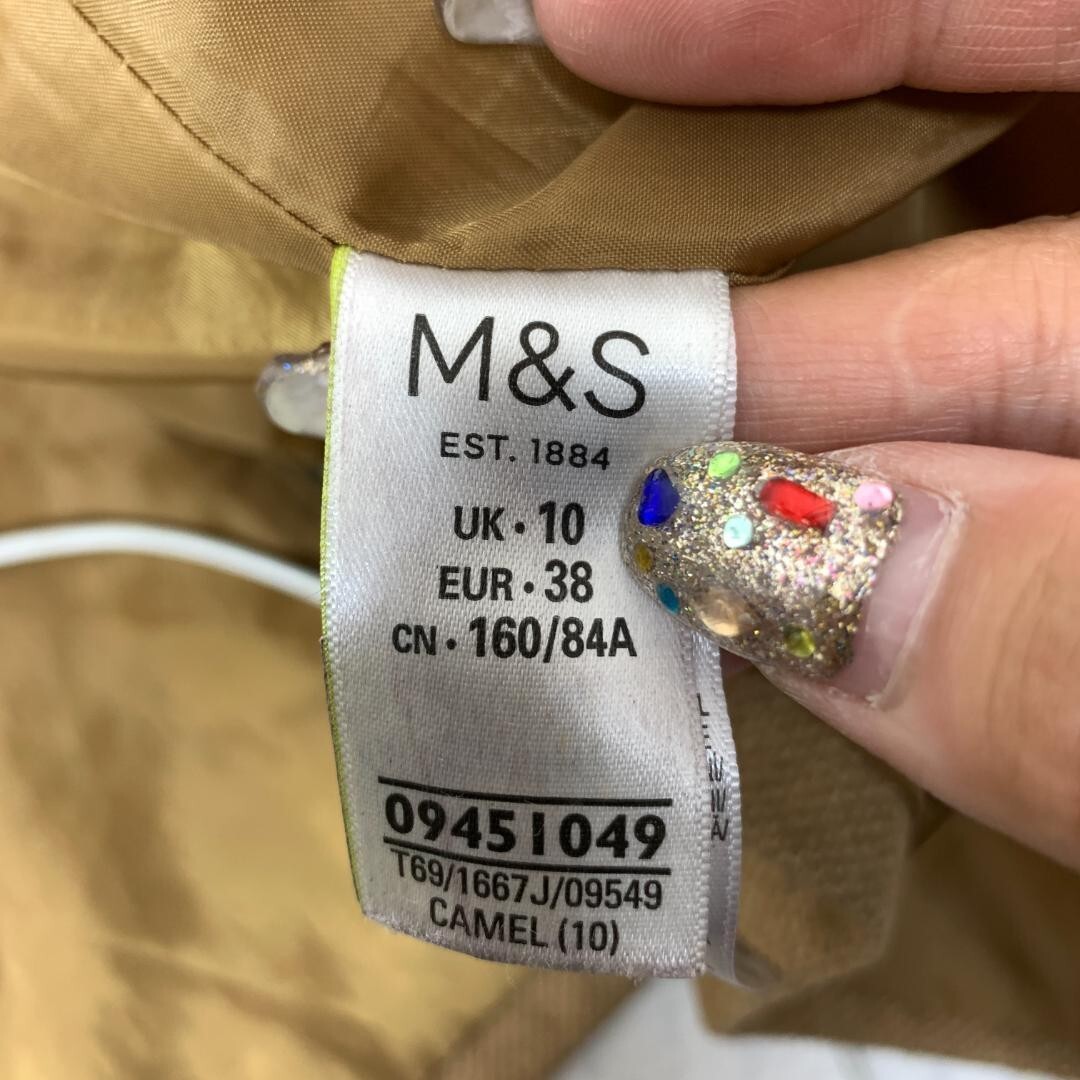 M&S
EST. 1884
UK · 10
EUR · 38
CN · 160/84A
09451049
T69/1667J/09549
CAMEL (10)